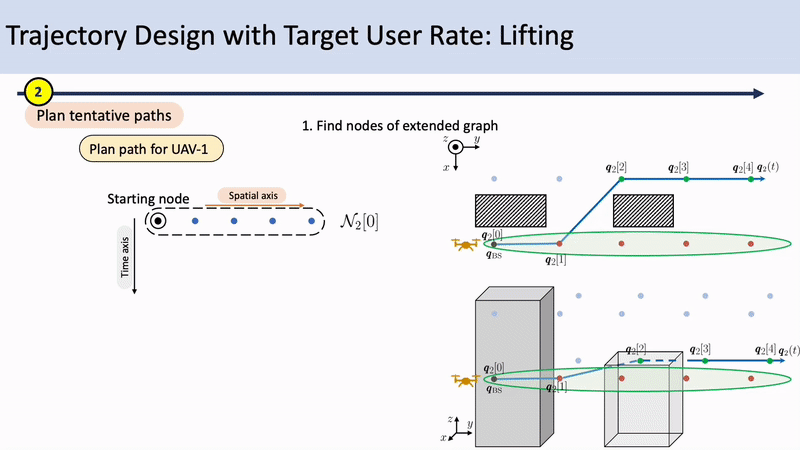 Trajectory Design with Target User Rate: Lifting
2
Plan tentative paths
Plan path for UAV-1
1. Find nodes of extended graph
Starting node
Spatial axis
𝒩₂[0]
Time axis
z
y
x
q₂[2]
q₂[3]
q₂[4]
q₂(t)
q₂[0]
q_BS
q₂[1]
q₂[2]
q₂[3]
q₂[4]
q₂(t)
q₂[0]
q_BS
q₂[1]
z
y
x